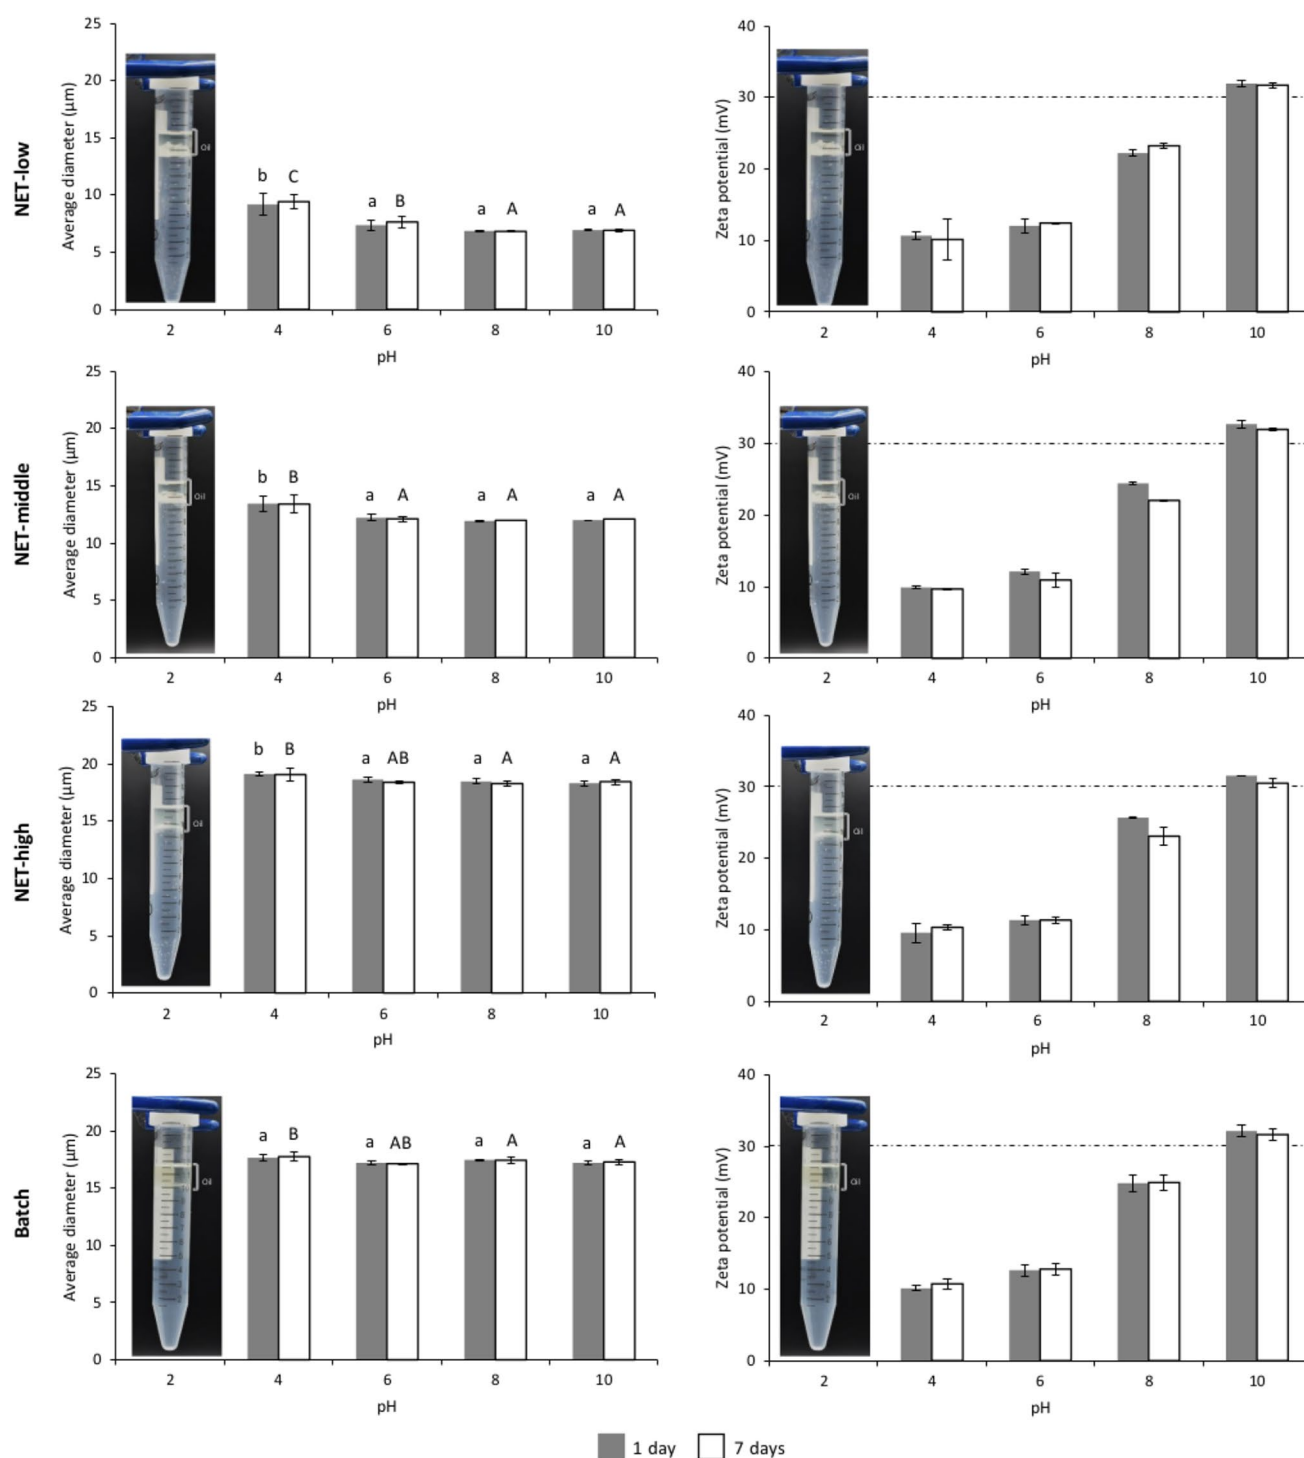 NET-low
Average diameter (µm)
25
20
15
10
5
0
Oil
b C
a B
a A
a A
2 4 6 8 10
pH
Zeta potential (mV)
40
30
20
10
0
Oil
2 4 6 8 10
pH
NET-middle
Average diameter (µm)
25
20
15
10
5
0
Oil
b B
a A
a A
a A
2 4 6 8 10
pH
Zeta potential (mV)
40
30
20
10
0
Oil
2 4 6 8 10
pH
NET-high
Average diameter (µm)
25
20
15
10
5
0
Oil
b B
a AB
a A
a A
2 4 6 8 10
pH
Zeta potential (mV)
40
30
20
10
0
Oil
2 4 6 8 10
pH
Batch
Average diameter (µm)
25
20
15
10
5
0
Oil
a B
a AB
a A
a A
2 4 6 8 10
pH
Zeta potential (mV)
40
30
20
10
0
Oil
2 4 6 8 10
pH
1 day 7 days